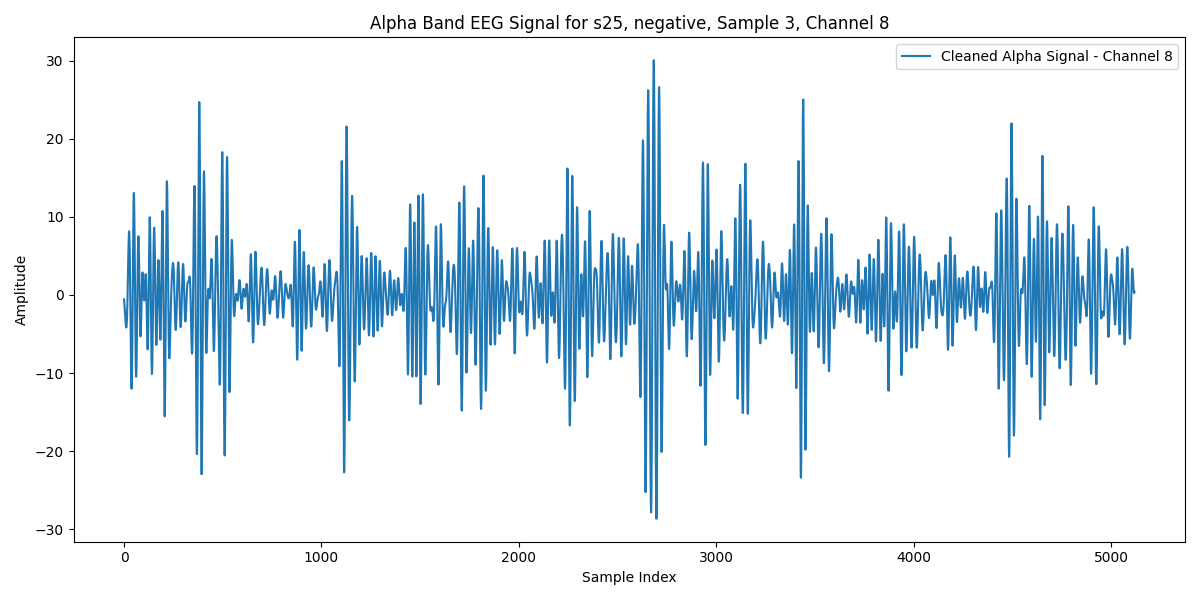 Alpha Band EEG Signal for s25, negative, Sample 3, Channel 8
Cleaned Alpha Signal - Channel 8
Amplitude
30
20
10
0
−10
−20
−30
0 1000 2000 3000 4000 5000
Sample Index